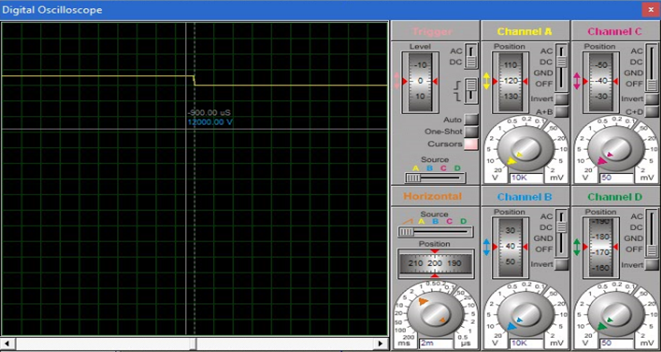 Digital Oscilloscope
-900.00 uS
12000.00 V
Trigger
Level
-10
0
10
AC
DC
Auto
One-Shot
Cursors
Source
A B C D
Channel A
Position
110
120
130
AC
DC
GND
OFF
Invert
A+B
V
10K
mV
Channel C
Position
-50
-40
-30
AC
DC
GND
OFF
Invert
C+D
V
50
mV
Horizontal
Source
A B C D
Position
210 200 190
ms
2m
µs
Channel B
Position
30
40
50
AC
DC
GND
OFF
Invert
V
10K
mV
Channel D
Position
-190
-180
-170
-160
AC
DC
GND
OFF
Invert
V
50
mV